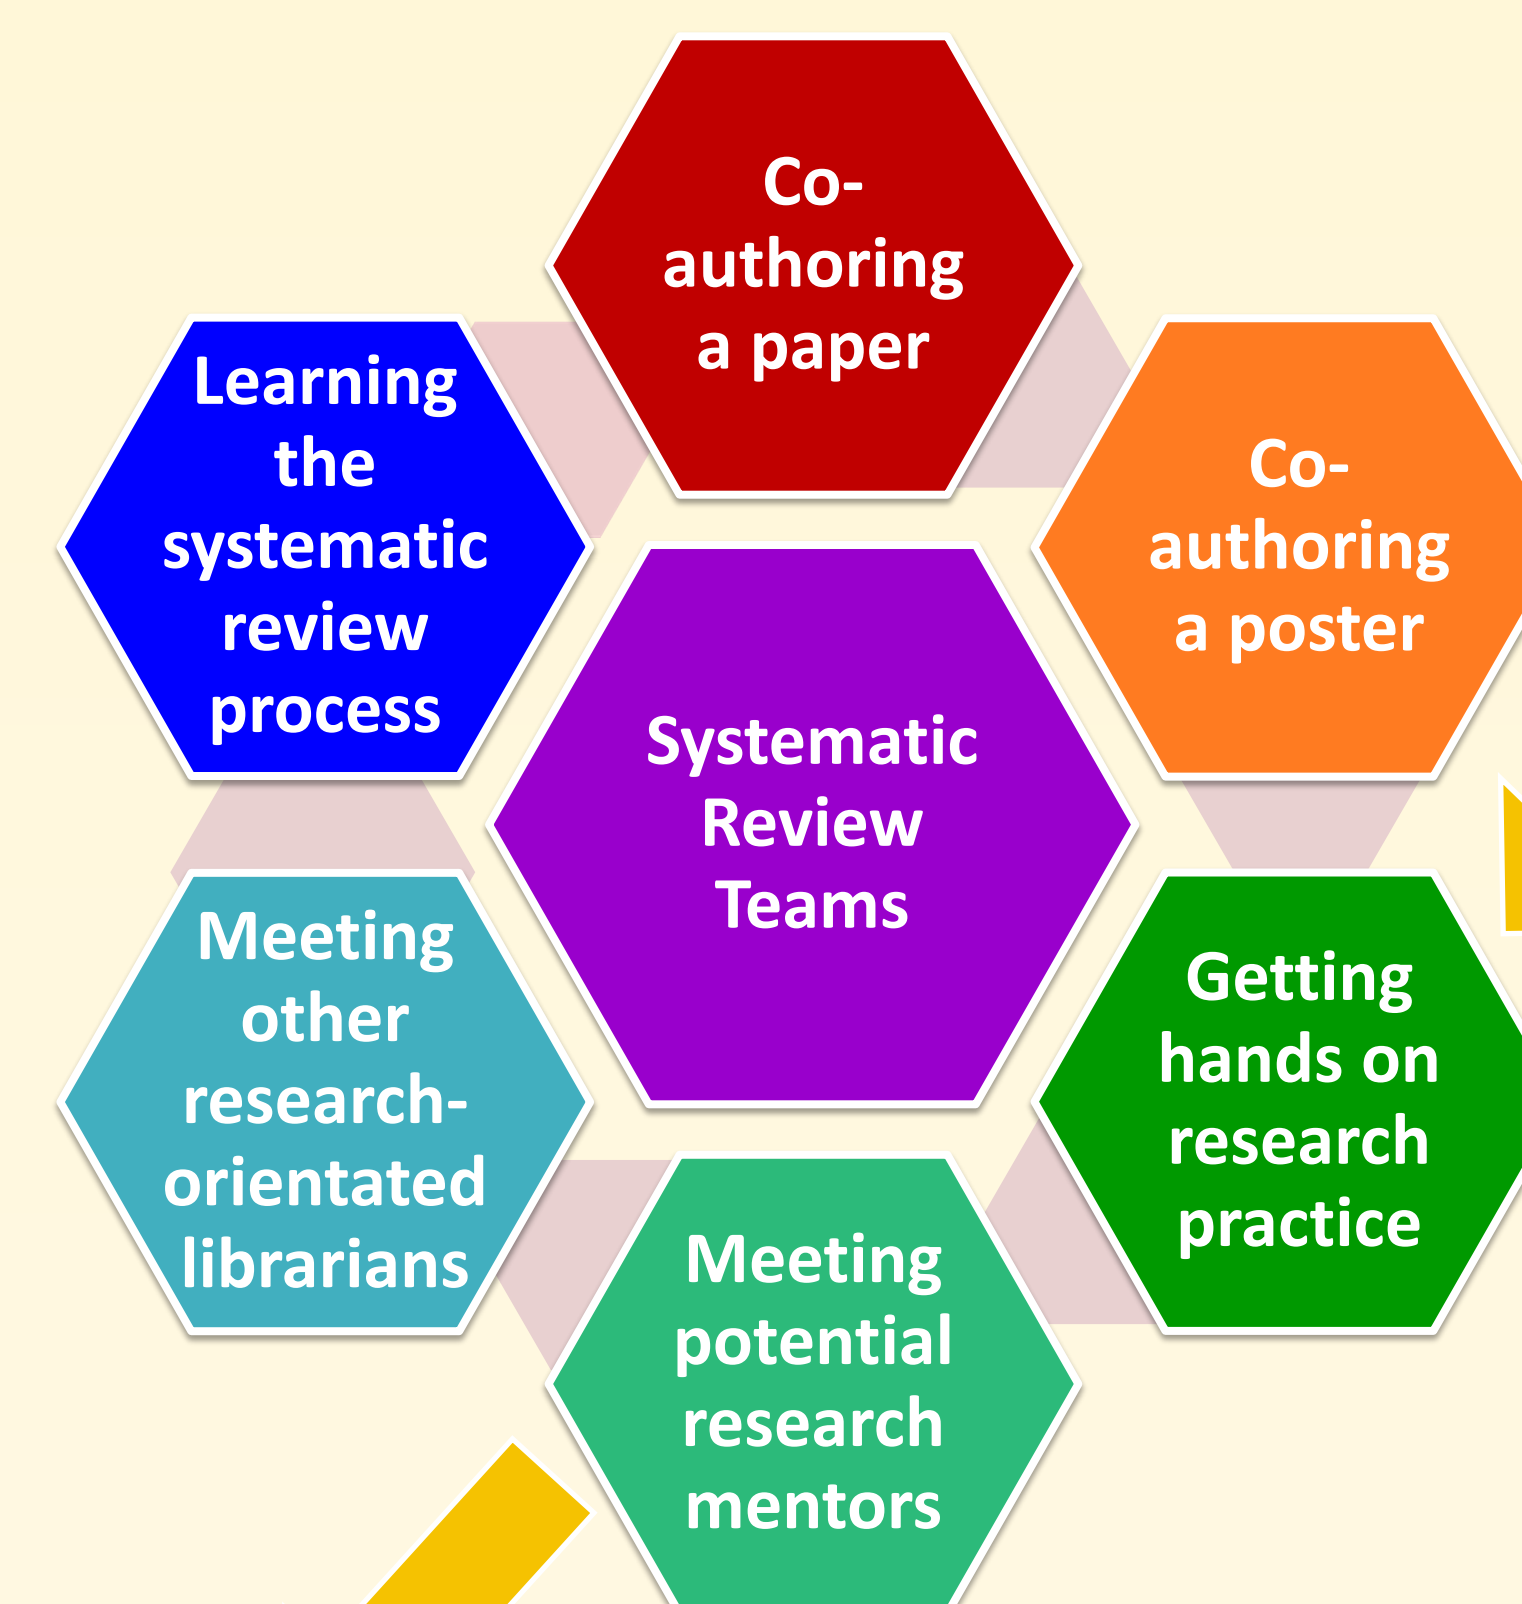 Co-
authoring
a paper
Learning
the
systematic
review
process
Co-
authoring
a poster
Systematic
Review
Teams
Meeting
other
research-
orientated
librarians
Getting
hands on
research
practice
Meeting
potential
research
mentors